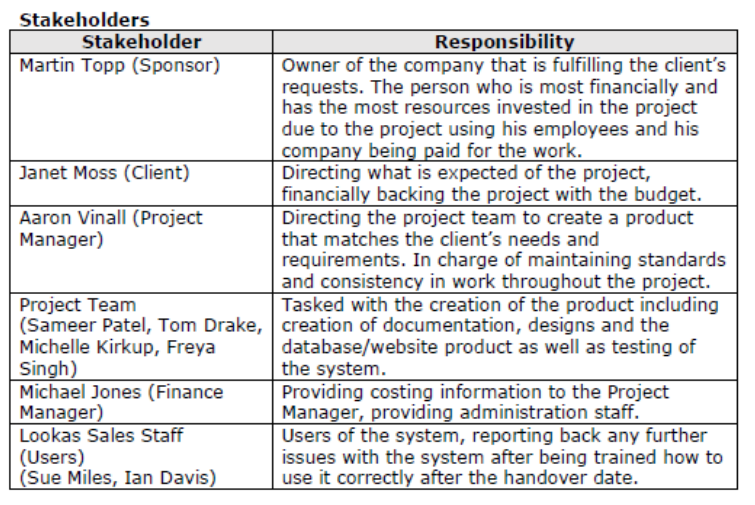 Stakeholders
Stakeholder Responsibility
Martin Topp (Sponsor) Owner of the company that is fulfilling the client's
requests. The person who is most financially and
has the most resources invested in the project
due to the project using his employees and his
company being paid for the work.
Janet Moss (Client) Directing what is expected of the project,
financially backing the project with the budget.
Aaron Vinall (Project Directing the project team to create a product
Manager) that matches the client's needs and
requirements. In charge of maintaining standards
and consistency in work throughout the project.
Project Team Tasked with the creation of the product including
(Sameer Patel, Tom Drake, creation of documentation, designs and the
Michelle Kirkup, Freya database/website product as well as testing of
Singh) the system.
Michael Jones (Finance Providing costing information to the Project
Manager) Manager, providing administration staff.
Lookas Sales Staff Users of the system, reporting back any further
(Users) issues with the system after being trained how to
(Sue Miles, Ian Davis) use it correctly after the handover date.